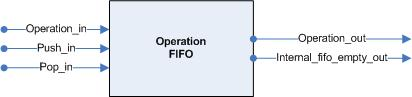 Operation_in
Push_in
Pop_in
Operation
FIFO
Operation_out
Internal_fifo_empty_out